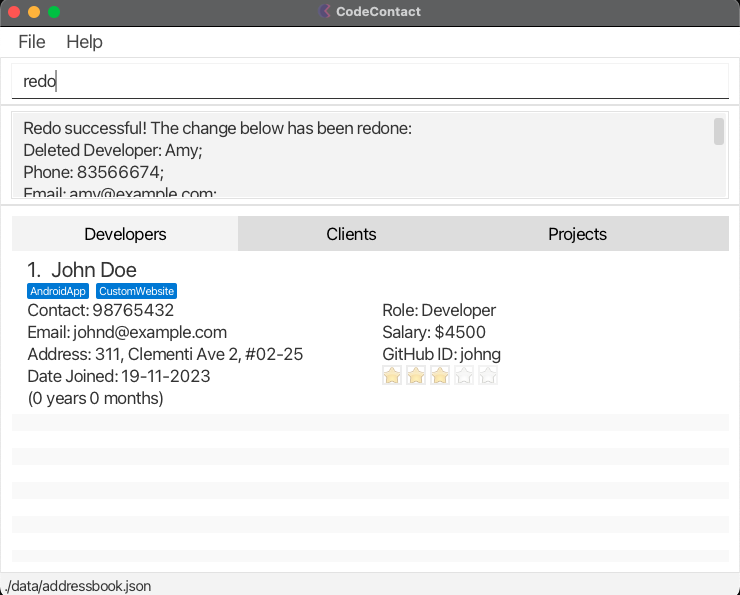 CodeContact
File Help
redo
Redo successful! The change below has been redone:
Deleted Developer: Amy;
Phone: 83566674;
Email: amy@example.com;
Developers Clients Projects
1. John Doe
AndroidApp CustomWebsite
Contact: 98765432
Role: Developer
Email: johnd@example.com
Salary: $4500
Address: 311, Clementi Ave 2, #02-25
GitHub ID: johng
Date Joined: 19-11-2023
(0 years 0 months)
./data/addressbook.json